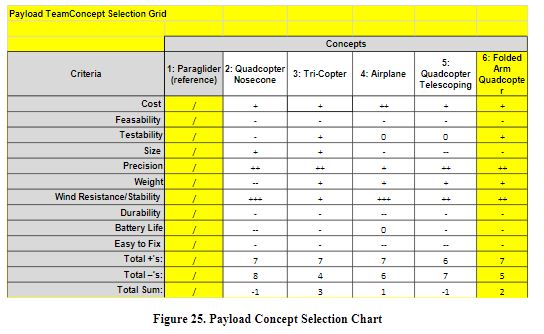 Payload TeamConcept Selection Grid
Concepts
Criteria 1: Paraglider (reference) 2: Quadcopter Nosecone 3: Tri-Copter 4: Airplane 5: Quadcopter Telescoping 6: Folded Arm Quadcopter
Cost / + + ++ + +
Feasability / - - - - -
Testability / - + 0 0 +
Size / + + - -- -
Precision / ++ ++ + ++ ++
Weight / -- + + + +
Wind Resistance/Stability / +++ + +++ ++ ++
Durability / - - -- - -
Battery Life / -- - 0 - -
Easy to Fix / - - -- -- -
Total +'s: / 7 7 7 6 7
Total –'s: / 8 4 6 7 5
Total Sum: / -1 3 1 -1 2
Figure 25. Payload Concept Selection Chart